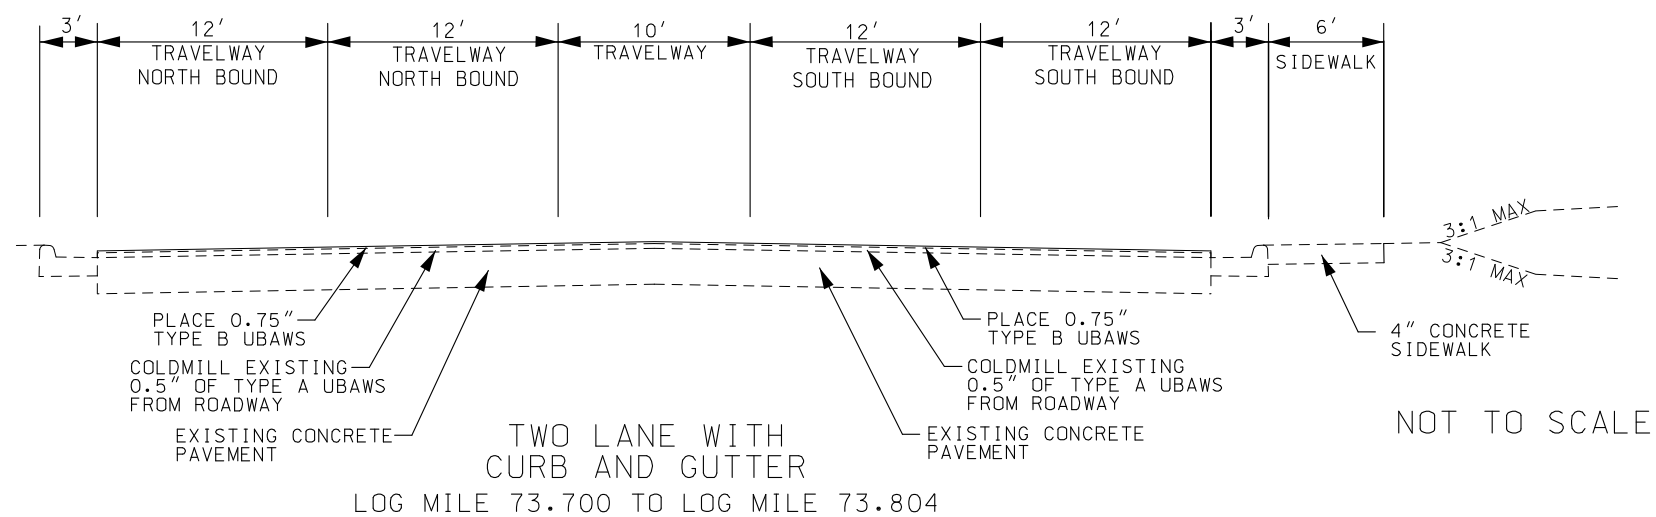 3'
12'
TRAVELWAY
NORTH BOUND
12'
TRAVELWAY
NORTH BOUND
10'
TRAVELWAY
12'
TRAVELWAY
SOUTH BOUND
12'
TRAVELWAY
SOUTH BOUND
3'
6'
SIDEWALK
3:1 MAX
3:1 MAX
PLACE 0.75"
TYPE B UBAWS
COLDMILL EXISTING
0.5" OF TYPE A UBAWS
FROM ROADWAY
EXISTING CONCRETE
PAVEMENT
PLACE 0.75"
TYPE B UBAWS
COLDMILL EXISTING
0.5" OF TYPE A UBAWS
FROM ROADWAY
EXISTING CONCRETE
PAVEMENT
4" CONCRETE
SIDEWALK
NOT TO SCALE
TWO LANE WITH
CURB AND GUTTER
LOG MILE 73.700 TO LOG MILE 73.804